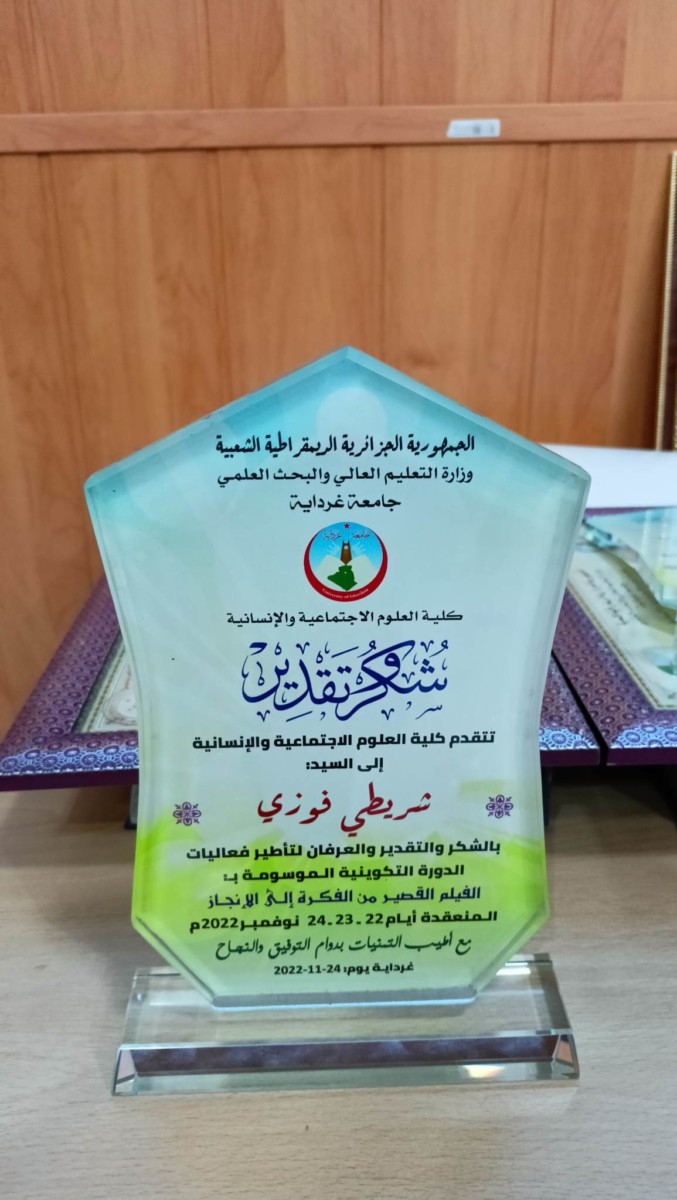 الجمهورية الجزائرية الديمقراطية الشعبية
وزارة التعليم العالي والبحث العلمي
جامعة غرداية
جامعة غرداية
كلية العلوم الاجتماعية والإنسانية
شكر وتقدير
تتقدم كلية العلوم الاجتماعية والإنسانية
إلى السيد:
شريطي فوزي
بالشكر والتقدير والعرفان لتأطير فعاليات
الدورة التكوينية الموسومة بـ:
الفيلم القصير من الفكرة إلى الإنجاز
المنعقدة أيام 22 ـ 23 ـ 24 نوفمبر 2022م
مع أطيب التمنيات بدوام التوفيق والنجاح
غرداية يوم: 24-11-2022